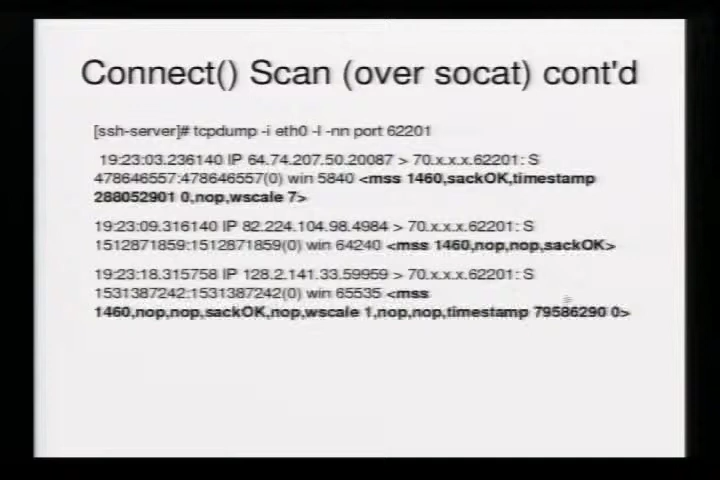 Connect() Scan (over socat) cont'd
[ssh-server]# tcpdump -i eth0 -l -nn port 62201
19:23:03.236140 IP 64.74.207.50.20087 > 70.x.x.x.62201: S
478646557:478646557(0) win 5840 <mss 1460,sackOK,timestamp
288052901 0,nop,wscale 7>
19:23:09.316140 IP 82.224.104.98.4984 > 70.x.x.x.62201: S
1512871859:1512871859(0) win 64240 <mss 1460,nop,nop,sackOK>
19:23:18.315758 IP 128.2.141.33.59959 > 70.x.x.x.62201: S
1531387242:1531387242(0) win 65535 <mss
1460,nop,nop,sackOK,nop,wscale 1,nop,nop,timestamp 79586290 0>